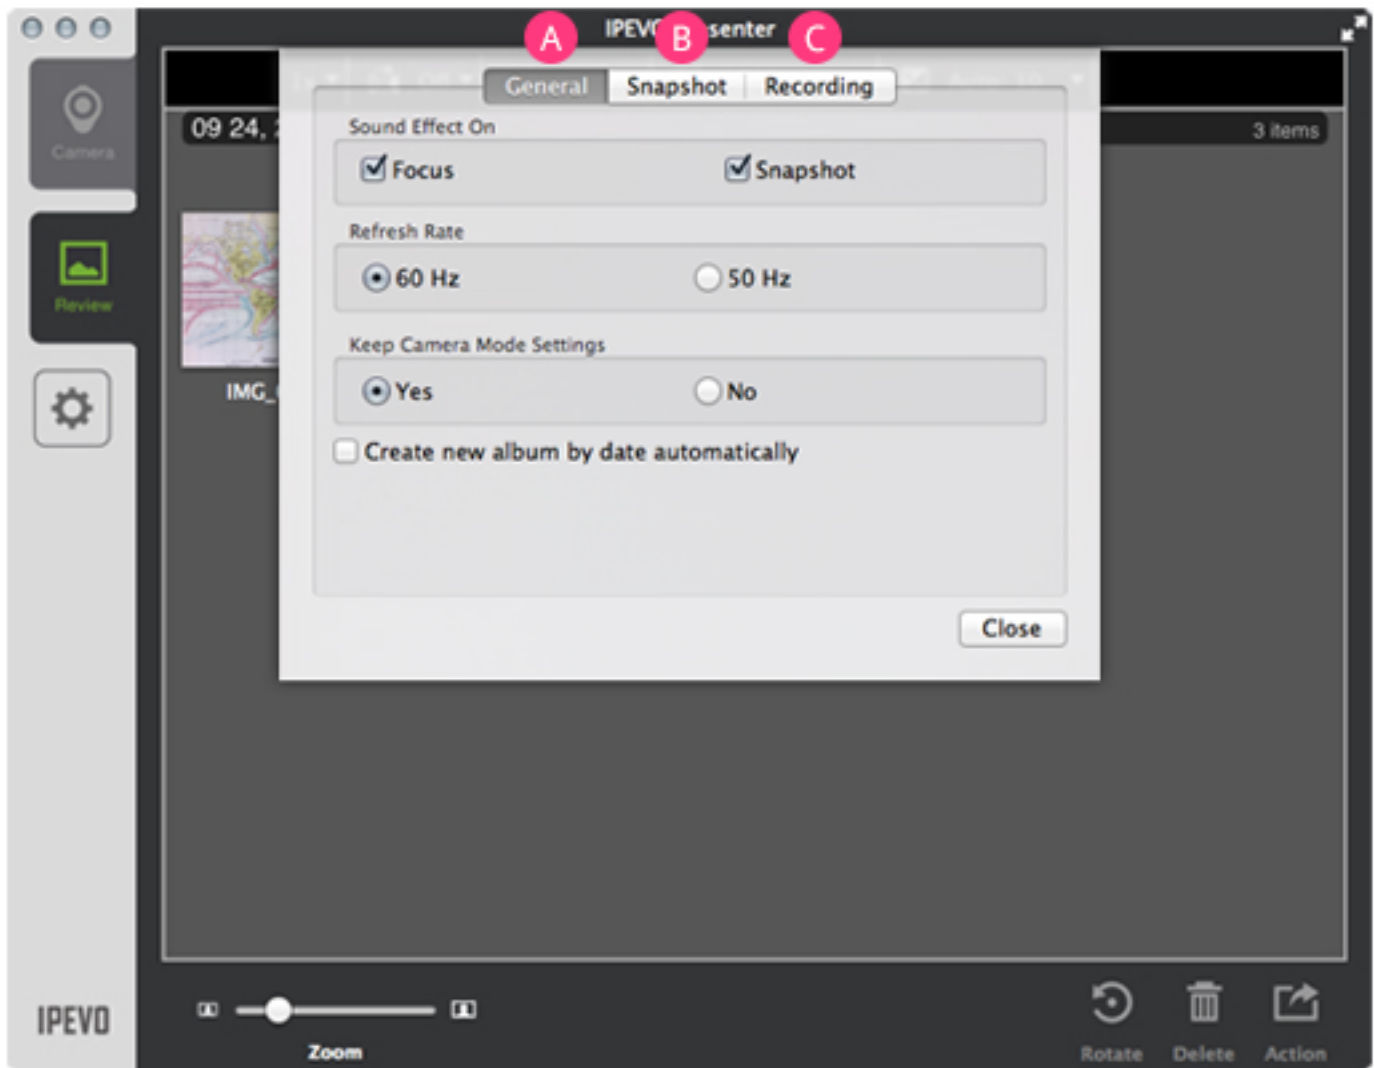 IPEVO Presenter
A B C
General Snapshot Recording
Camera
09 24,
3 items
Sound Effect On
Focus Snapshot
Refresh Rate
60 Hz 50 Hz
Review
Keep Camera Mode Settings
IMG_
Yes No
Create new album by date automatically
Close
IPEVO
Zoom
Rotate Delete Action